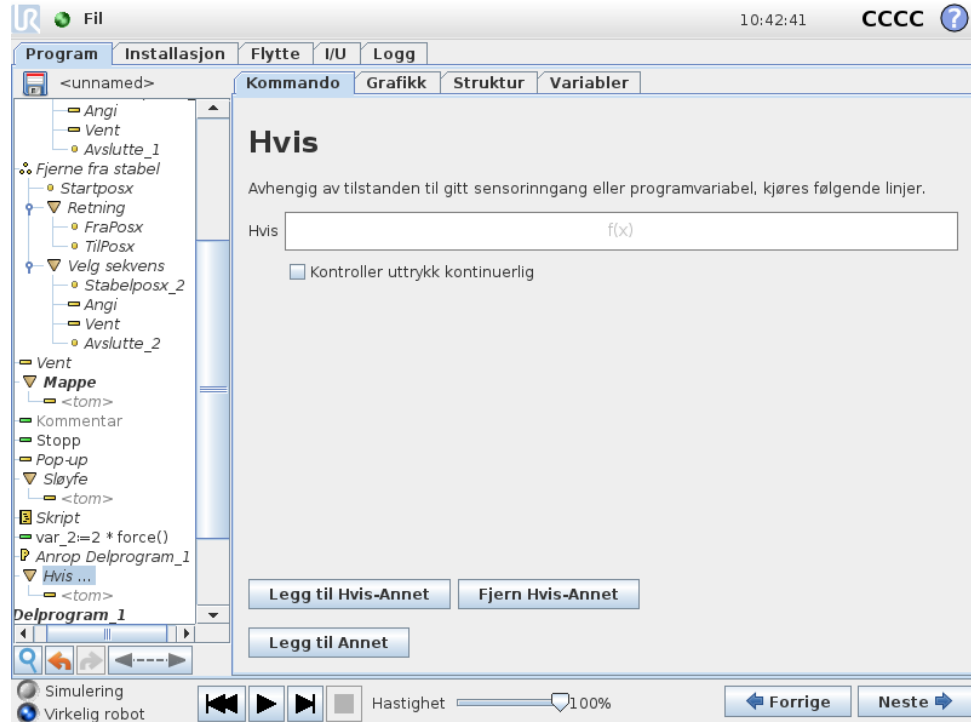 UR Fil 10:42:41 CCCC ?
Program Installasjon Flytte I/U Logg
<unnamed>
Kommando Grafikk Struktur Variabler
Angi
Vent
Avslutte_1
Fjerne fra stabel
Startposx
Retning
FraPosx
TilPosx
Velg sekvens
Stabelposx_2
Angi
Vent
Avslutte_2
Vent
Mappe
<tom>
Kommentar
Stopp
Pop-up
Sløyfe
<tom>
Skript
var_2:=2 * force()
P Anrop Delprogram_1
Hvis ...
<tom>
Delprogram_1
Hvis
Avhengig av tilstanden til gitt sensorinngang eller programvariabel, kjøres følgende linjer.
Hvis f(x)
Kontroller uttrykk kontinuerlig
Legg til Hvis-Annet Fjern Hvis-Annet
Legg til Annet
Simulering
Virkelig robot
Hastighet 100%
Forrige Neste